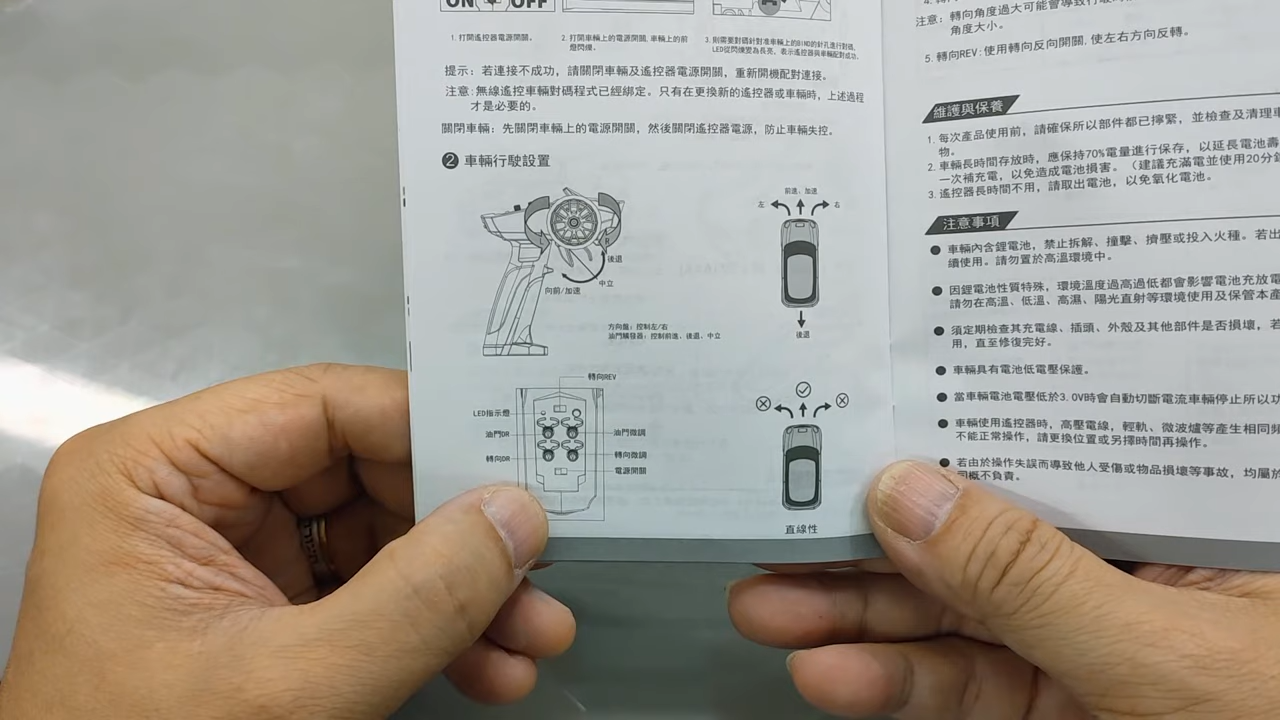 ON OFF
1. 打開遙控器電源開關。
2. 打開車輛上的電源開關, 車輛上的前
燈閃爍。
3. 則需要對碼針對准車輛上的BIND的針孔進行對碼,
LED從閃爍變為長亮, 表示遙控器與車輛配對成功。
提示: 若連接不成功, 請關閉車輛及遙控器電源開關, 重新開機配對連接。
注意: 無線遙控車輛對碼程式已經綁定。只有在更換新的遙控器或車輛時, 上述過程
才是必要的。
關閉車輛: 先關閉車輛上的電源開關, 然後關閉遙控器電源, 防止車輛失控。
2 車輛行駛設置
後退
中立
向前/加速
方向盤: 控制左/右
油門觸發器: 控制前進、後退、中立
前進、加速
左
右
後退
轉向REV
LED指示燈
油門DR
轉向DR
油門微調
轉向微調
電源開關
直線性
注意: 轉向角度過大可能會導致行
角度大小。
5. 轉向REV: 使用轉向反向開關, 使左右方向反轉。
維護與保養
1. 每次產品使用前, 請確保所以部件都已擰緊, 並檢查及清理
物。
2. 車輛長時間存放時, 應保持70%電量進行保存, 以延長電池壽
一次補充電, 以免造成電池損害。 (建議充滿電並使用20分鐘
3. 遙控器長時間不用, 請取出電池, 以免氧化電池。
注意事項
● 車輛內含鋰電池, 禁止拆解、撞擊、擠壓或投入火種。若出
續使用。請勿置於高溫環境中。
● 因鋰電池性質特殊, 環境溫度過高過低都會影響電池充放電
請勿在高溫、低溫、高濕、陽光直射等環境使用及保管本產
● 須定期檢查其充電線、插頭、外殼及其他部件是否損壞, 若
用, 直至修復完好。
● 車輛具有電池低電壓保護。
● 當車輛電池電壓低於3.0V時會自動切斷電流車輛停止所以功
● 車輛使用遙控器時, 高壓電線, 輕軌、微波爐等產生相同頻
不能正常操作, 請更換位置或另擇時間再操作。
● 若由於操作失誤而導致他人受傷或物品損壞等事故, 均屬於
概不負責。